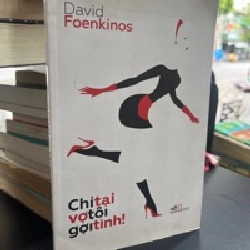 David
Foenkinos
Chỉ tại
vợ tôi
gợi tình!